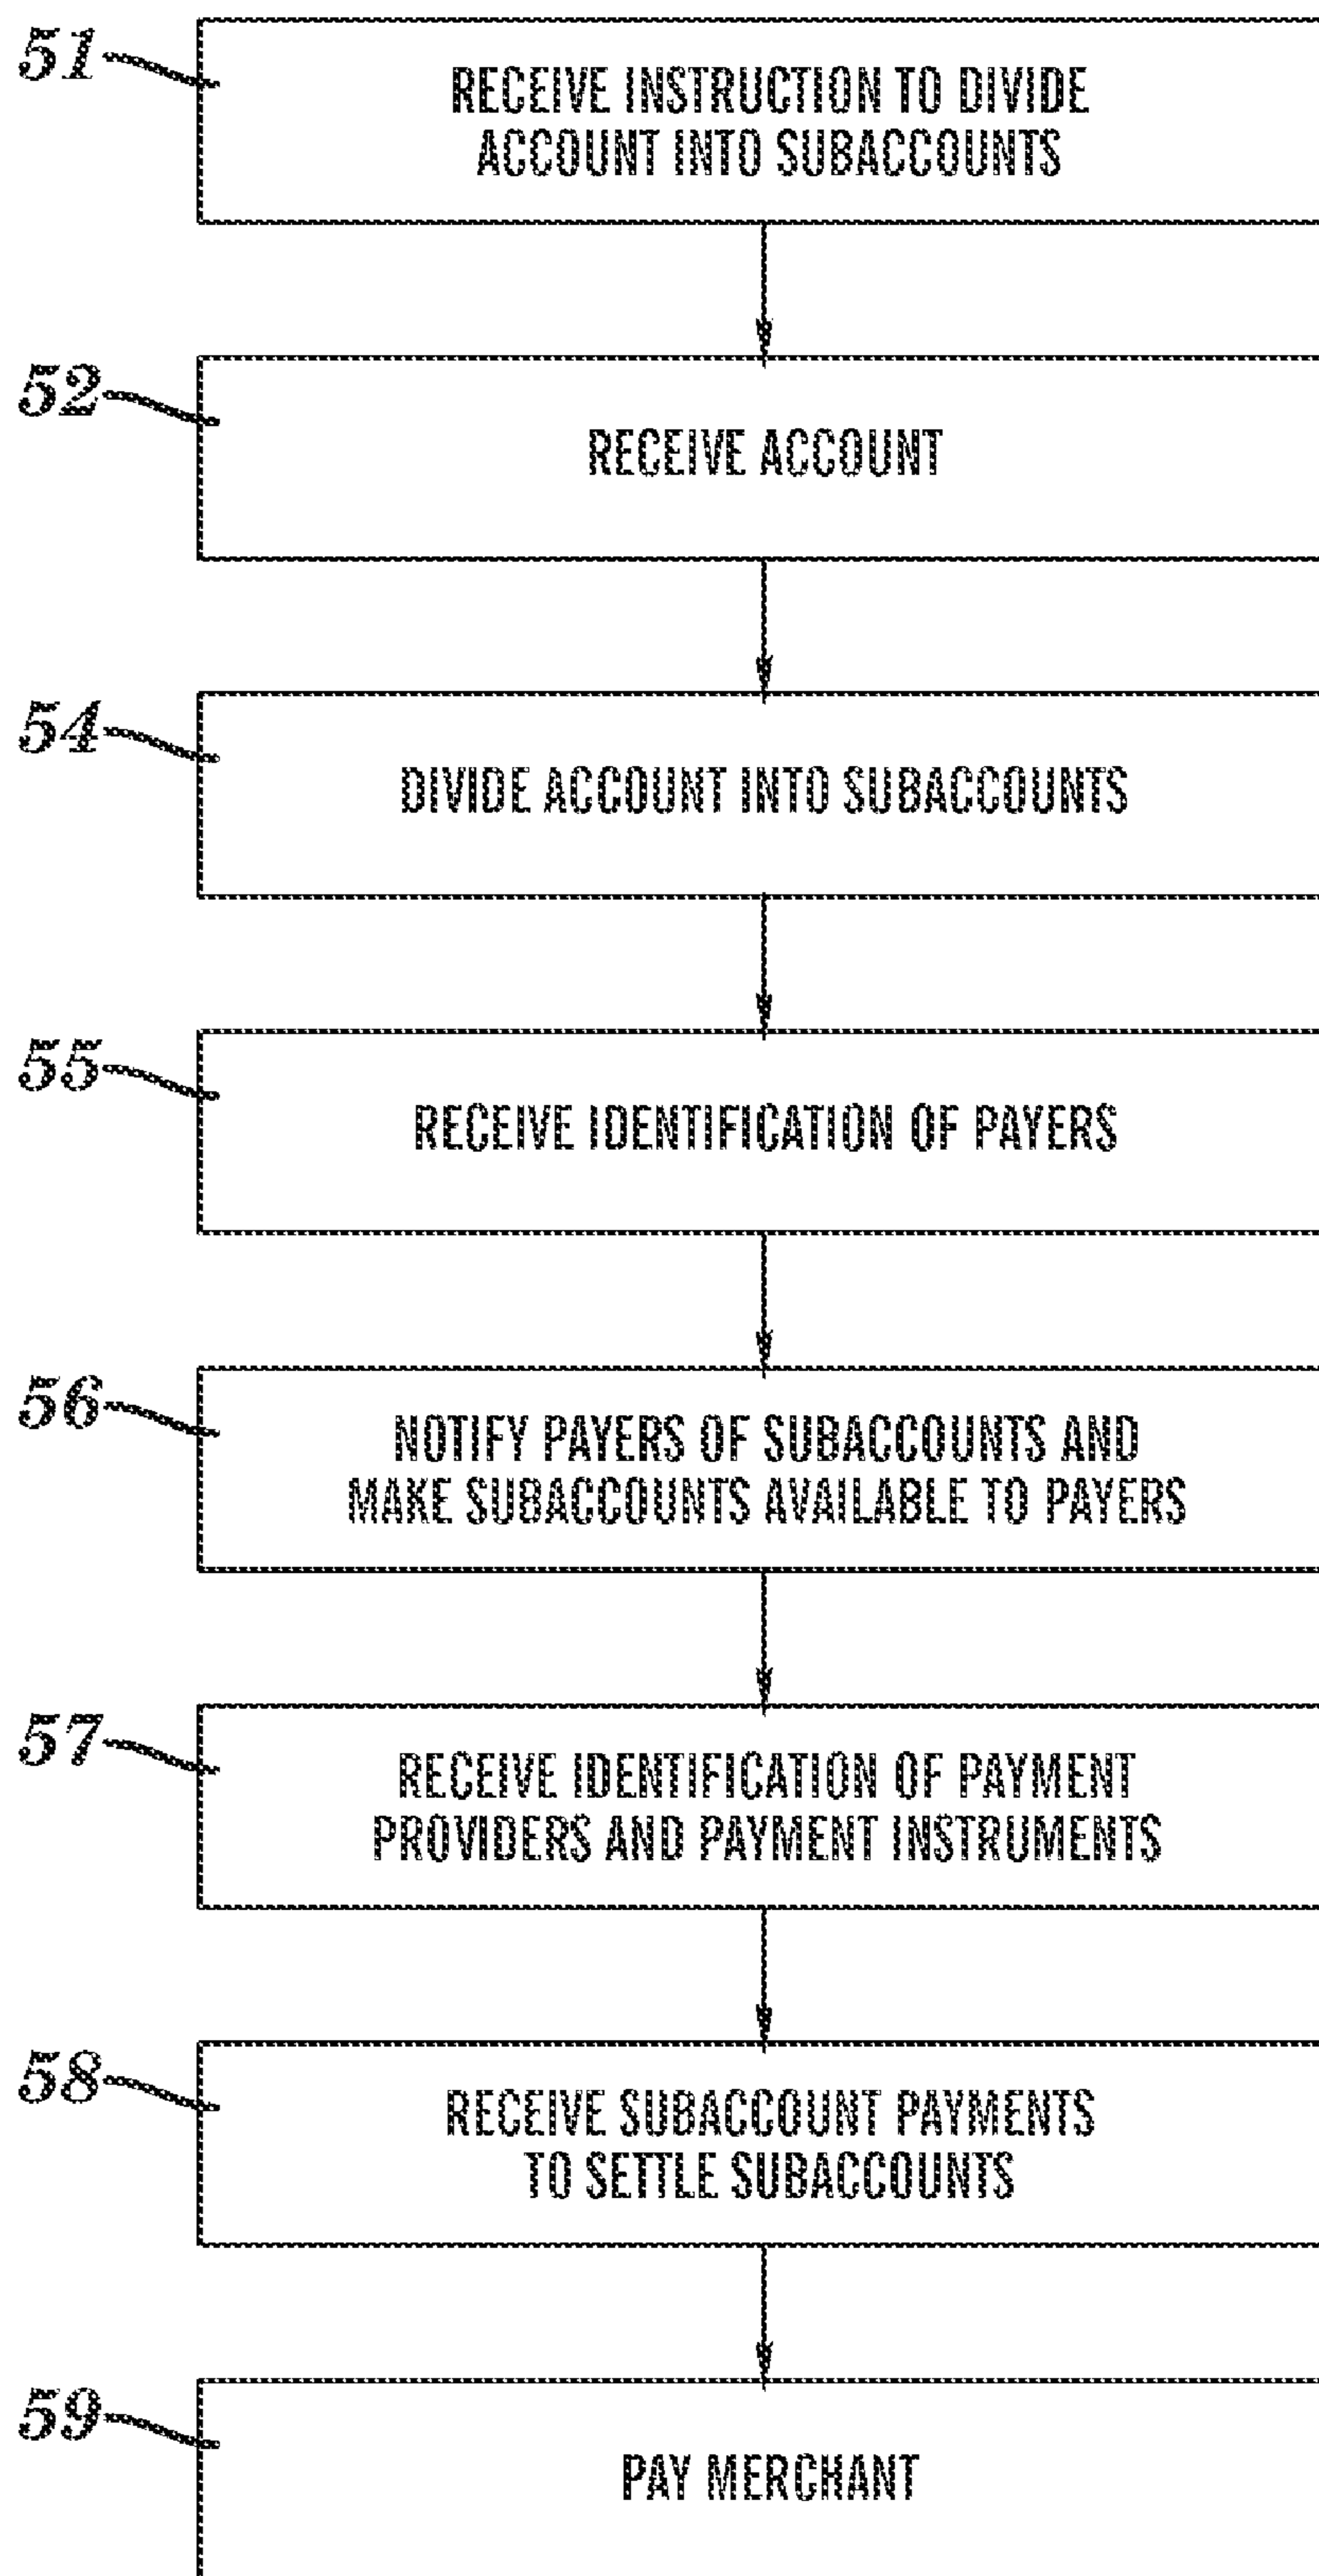 51
RECEIVE INSTRUCTION TO DIVIDE
ACCOUNT INTO SUBACCOUNTS
52
RECEIVE ACCOUNT
54
DIVIDE ACCOUNT INTO SUBACCOUNTS
55
RECEIVE IDENTIFICATION OF PAYERS
56
NOTIFY PAYERS OF SUBACCOUNTS AND
MAKE SUBACCOUNTS AVAILABLE TO PAYERS
57
RECEIVE IDENTIFICATION OF PAYMENT
PROVIDERS AND PAYMENT INSTRUMENTS
58
RECEIVE SUBACCOUNT PAYMENTS
TO SETTLE SUBACCOUNTS
59
PAY MERCHANT